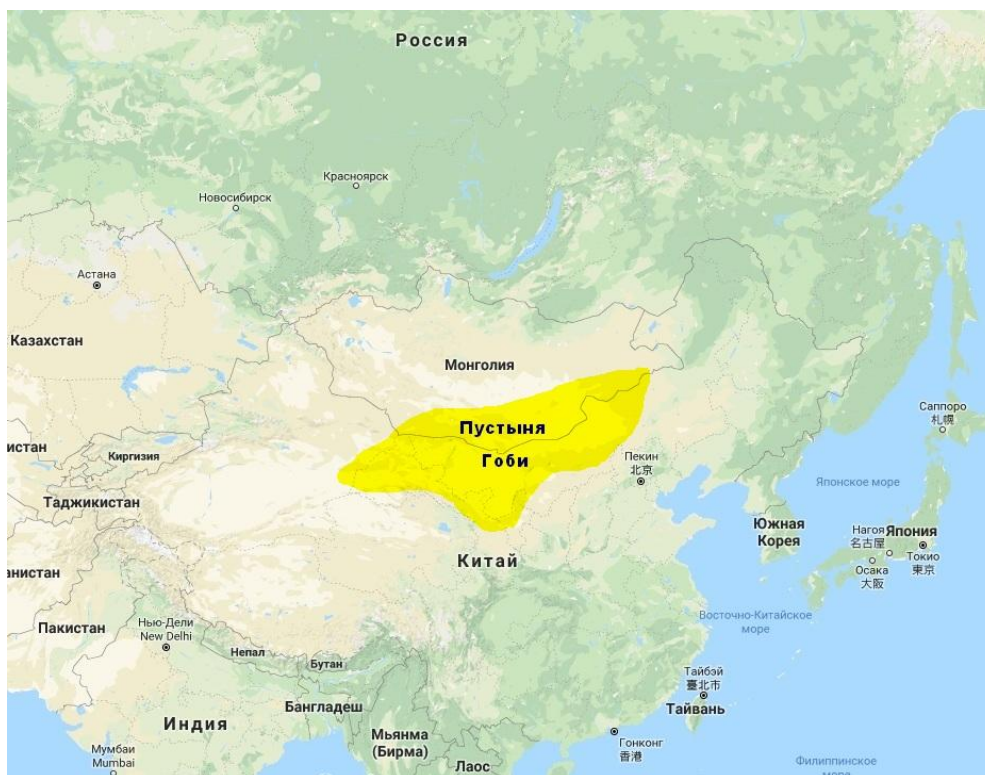 Россия
Красноярск
Новосибирск
Астана
Казахстан
Монголия
Саппоро
札幌
Пустыня
Гоби
истан
Киргизия
Пекин
北京
Таджикистан
Японское море
Южная
Корея
Нагоя
名古屋
Япония
Токио
東京
Осака
大阪
Китай
анистан
Пакистан
Нью-Дели
New Delhi
Непал
Бутан
Восточно-Китайское
море
Тайбэй
臺北市
Тайвань
Бангладеш
Индия
Мьянма
(Бирма)
Гонконг
香港
Мумбаи
Mumbai
Лаос
Филиппинское
море